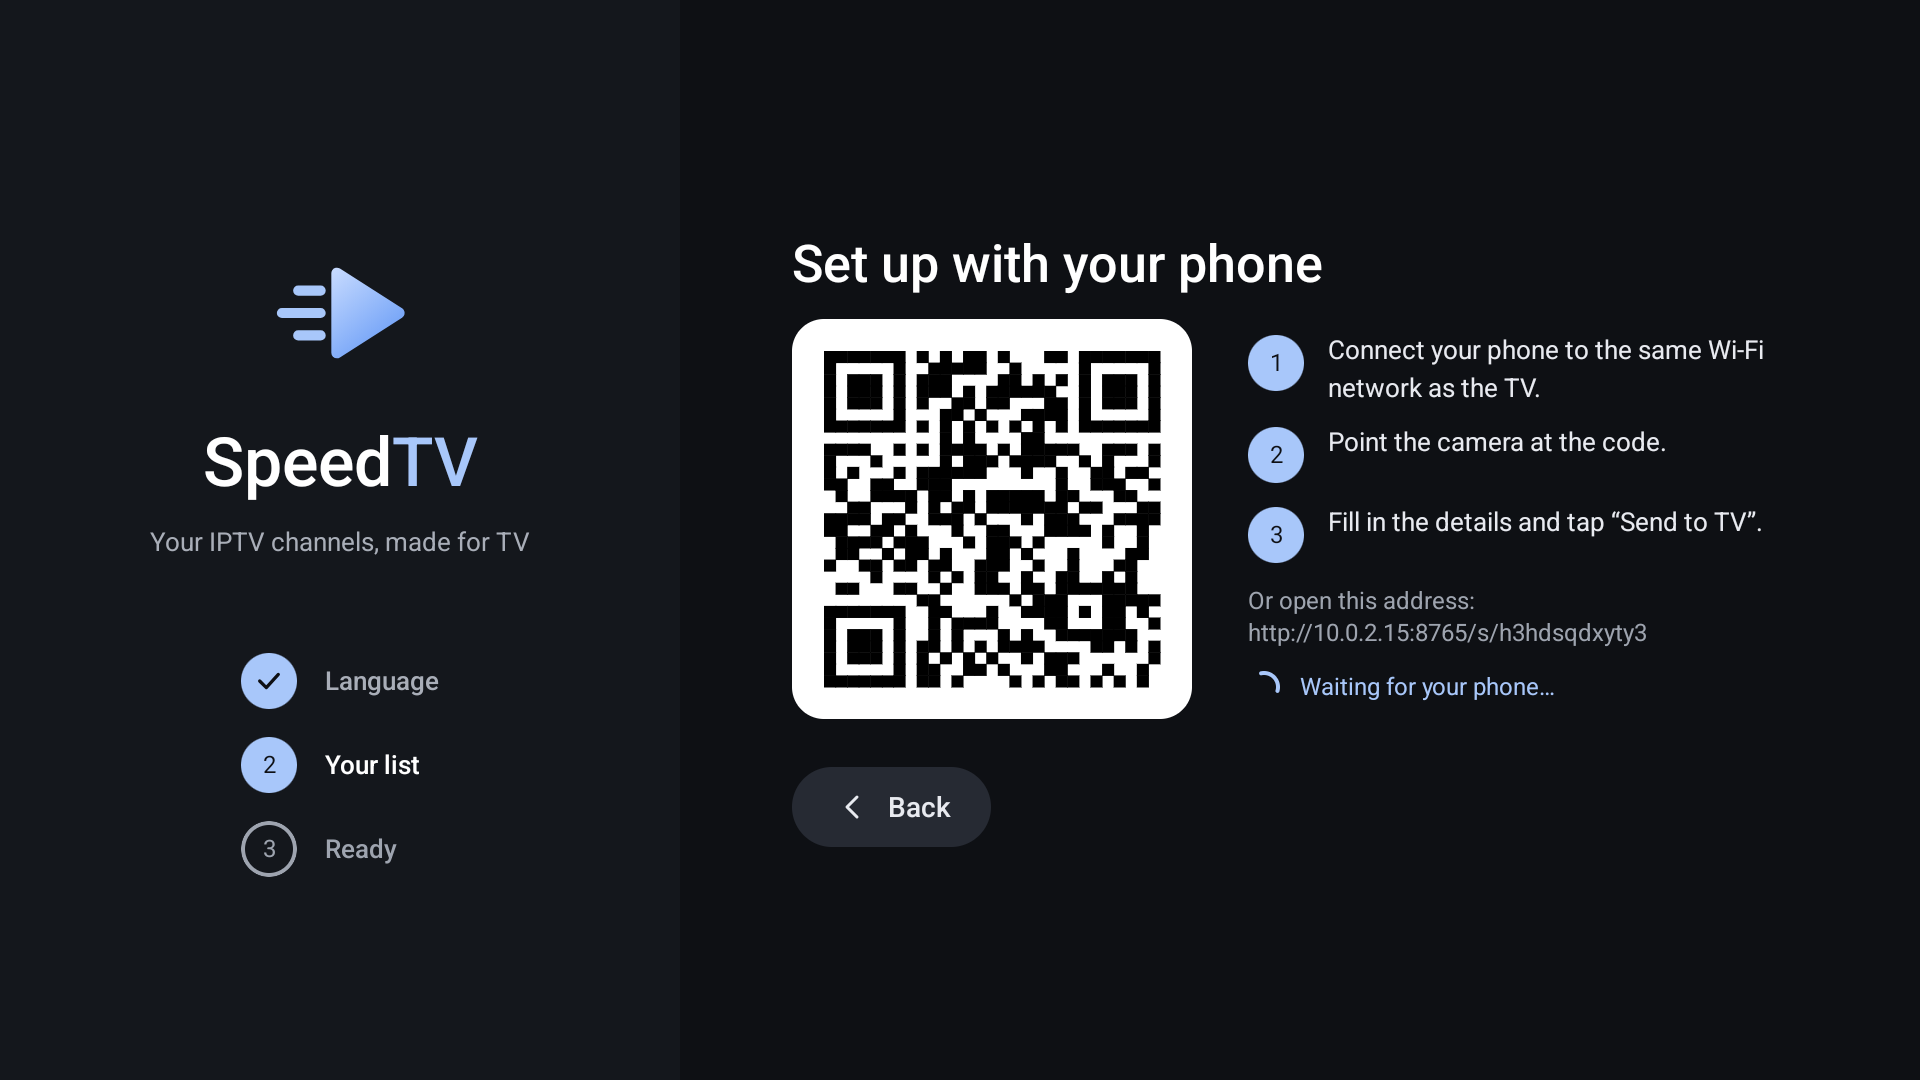 SpeedTV
Your IPTV channels, made for TV
Language
2
Your list
3
Ready
Set up with your phone
1
Connect your phone to the same Wi-Fi
network as the TV.
2
Point the camera at the code.
3
Fill in the details and tap “Send to TV”.
Or open this address:
http://10.0.2.15:8765/s/h3hdsqdxyty3
Waiting for your phone…
Back